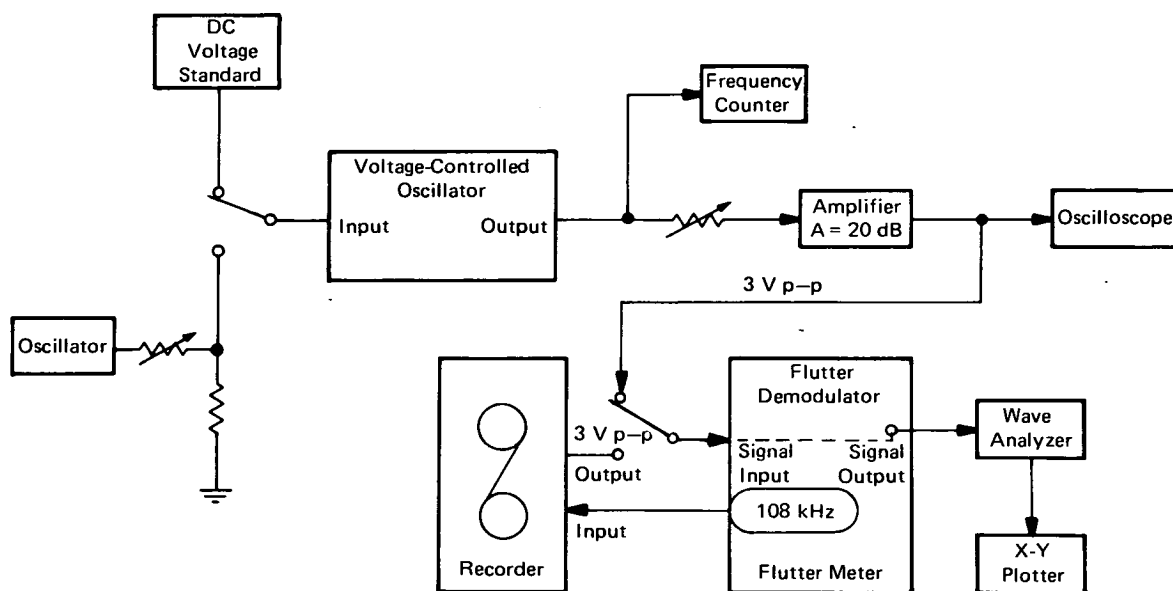 DC
Voltage
Standard
Frequency
Counter
Voltage-Controlled
Oscillator
Input
Output
Amplifier
A = 20 dB
Oscilloscope
3 V p–p
Oscillator
Flutter
Demodulator
3 V p–p
Output
Signal
Input
Signal
Output
Wave
Analyzer
108 kHz
Input
Recorder
Flutter Meter
X-Y
Plotter